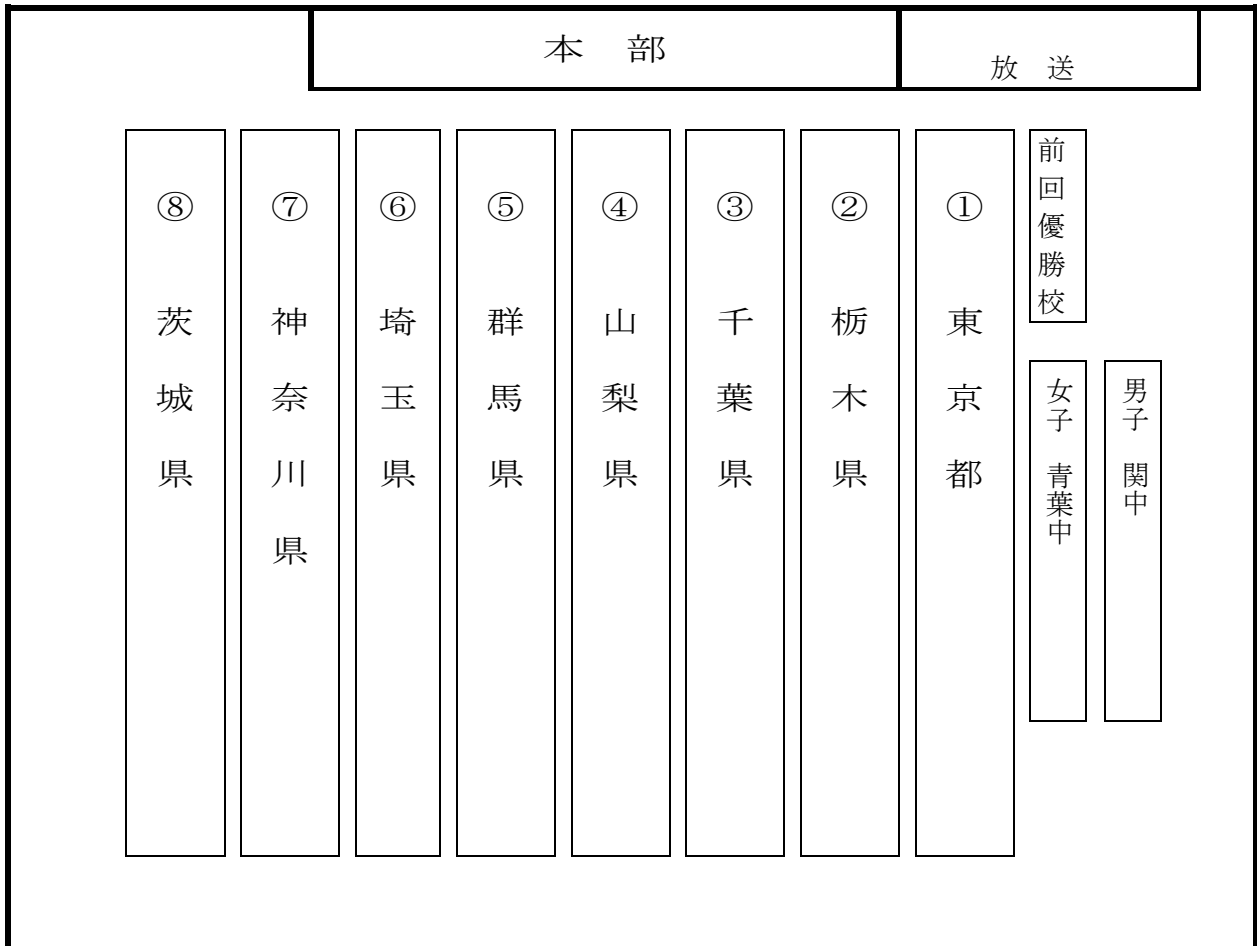 本 部
放 送
前回優勝校
男子 関中
女子 青葉中
① 東京都
② 栃木県
③ 千葉県
④ 山梨県
⑤ 群馬県
⑥ 埼玉県
⑦ 神奈川県
⑧ 茨城県